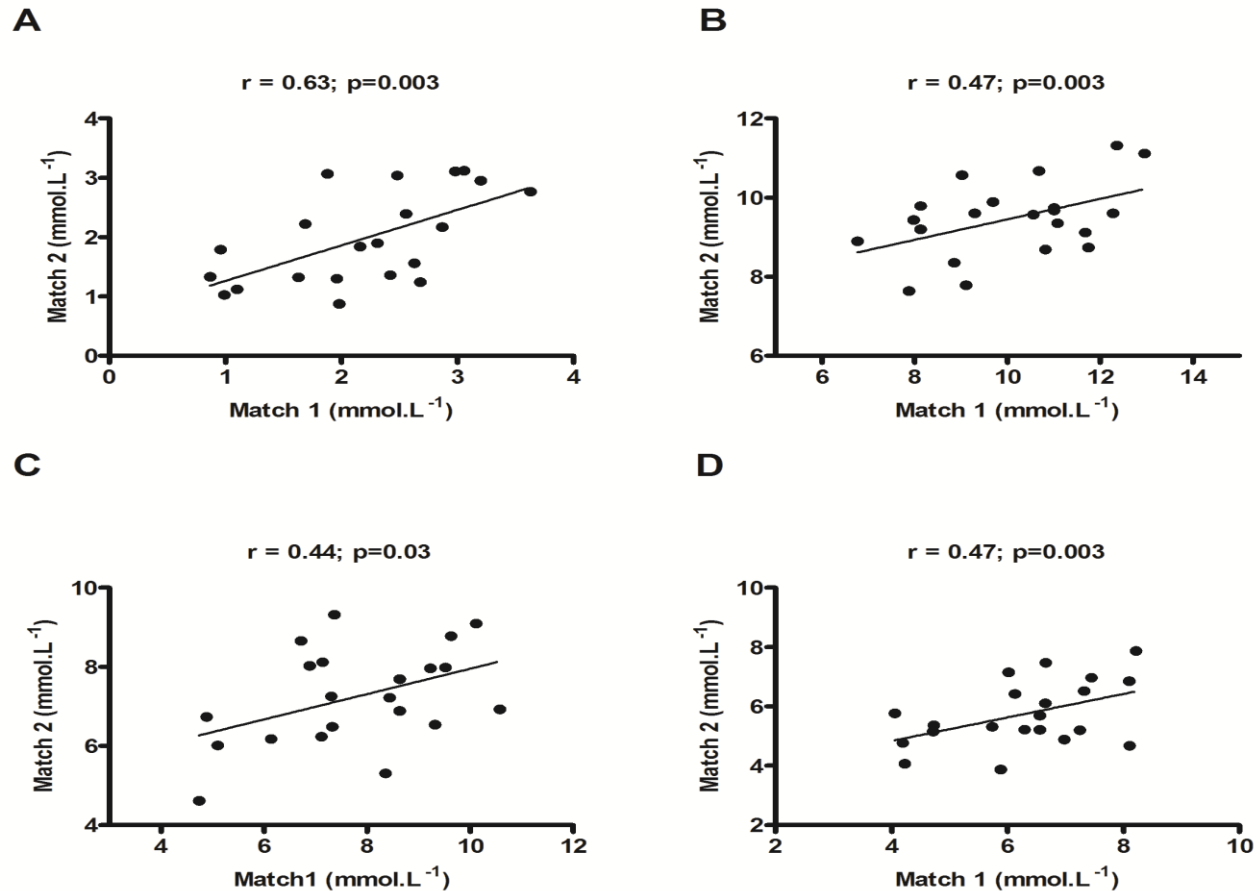 A
r = 0.63; p=0.003
Match 2 (mmol.L⁻¹)
4
3
2
1
0
0 1 2 3 4
Match 1 (mmol.L⁻¹)
B
r = 0.47; p=0.003
Match 2 (mmol.L⁻¹)
12
10
8
6
6 8 10 12 14
Match 1 (mmol.L⁻¹)
C
r = 0.44; p=0.03
Match 2 (mmol.L⁻¹)
10
8
6
4
4 6 8 10 12
Match1 (mmol.L⁻¹)
D
r = 0.47; p=0.003
Match 2 (mmol.L⁻¹)
10
8
6
4
2
2 4 6 8 10
Match 1 (mmol.L⁻¹)